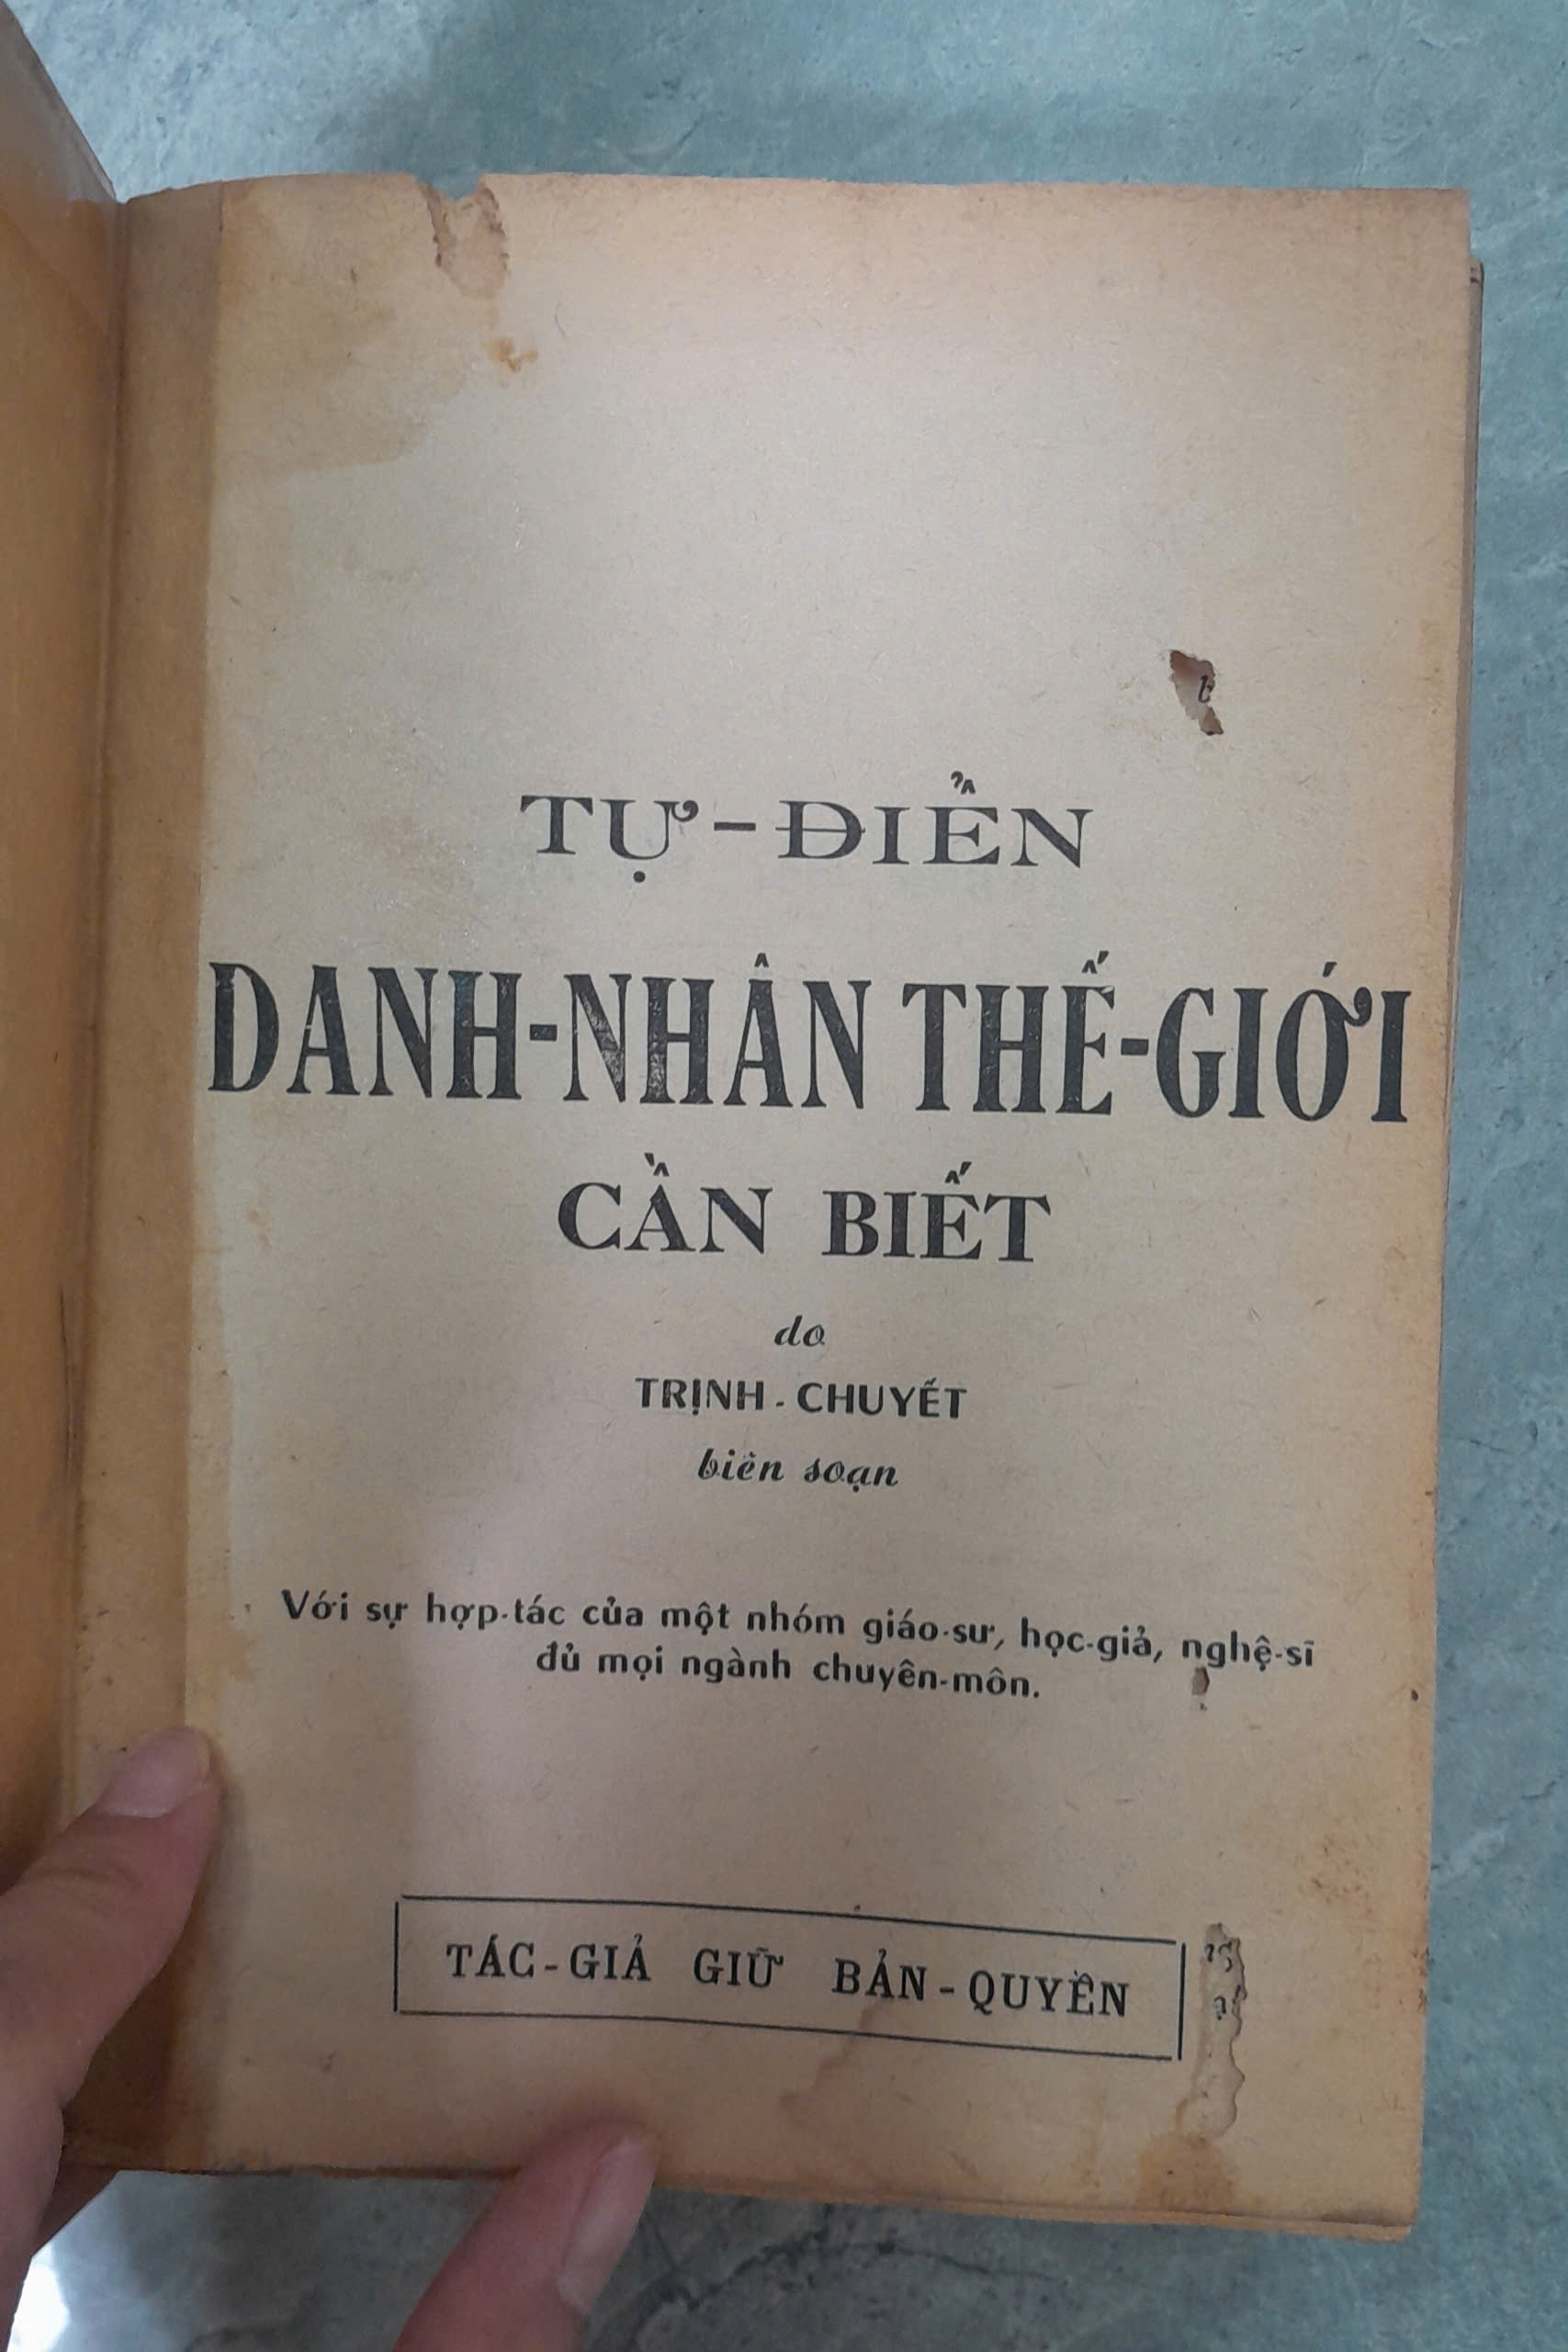 TỰ-ĐIỂN
DANH-NHÂN THẾ-GIỚI
CẦN BIẾT
do
TRỊNH-CHUYẾT
biên soạn
Với sự hợp-tác của một nhóm giáo-sư, học-giả, nghệ-sĩ
đủ mọi ngành chuyên-môn.
TÁC-GIẢ GIỮ BẢN-QUYỀN